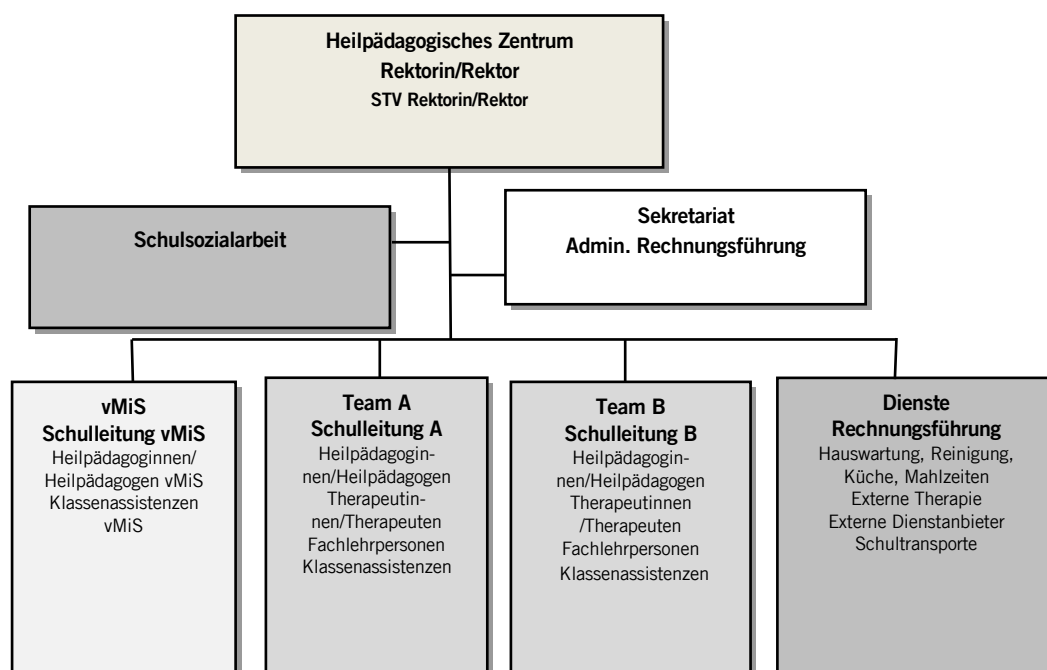 Heilpädagogisches Zentrum
Rektorin/Rektor
STV Rektorin/Rektor
Schulsozialarbeit
Sekretariat
Admin. Rechnungsführung
vMiS
Schulleitung vMiS
Heilpädagoginnen/
Heilpädagogen vMiS
Klassenassistenzen
vMiS
Team A
Schulleitung A
Heilpädagogin-
nen/Heilpädagogen
Therapeutin-
nen/Therapeuten
Fachlehrpersonen
Klassenassistenzen
Team B
Schulleitung B
Heilpädagogin-
nen/Heilpädagogen
Therapeutinnen
/Therapeuten
Fachlehrpersonen
Klassenassistenzen
Dienste
Rechnungsführung
Hauswartung, Reinigung,
Küche, Mahlzeiten
Externe Therapie
Externe Dienstanbieter
Schultransporte